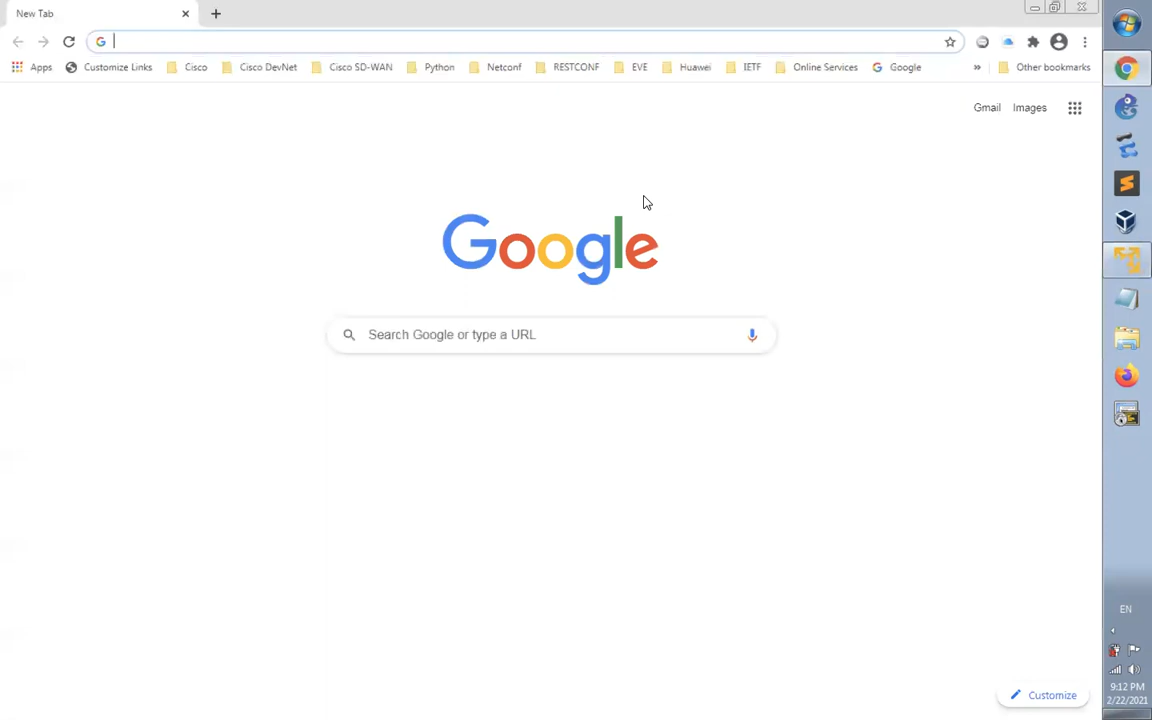 New Tab
Apps Customize Links Cisco Cisco DevNet Cisco SD-WAN Python Netconf RESTCONF EVE Huawei IETF Online Services Google » Other bookmarks
Gmail Images
Google
Search Google or type a URL
Customize
EN
9:12 PM
2/22/2021